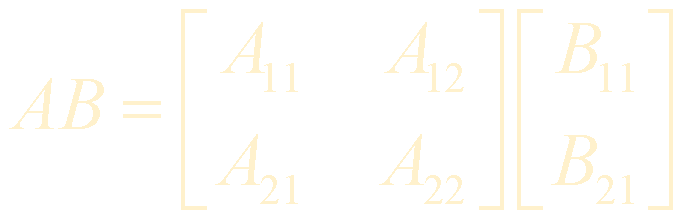 AB = [ A₁₁ A₁₂ ] [ B₁₁ ]
[ A₂₁ A₂₂ ] [ B₂₁ ]